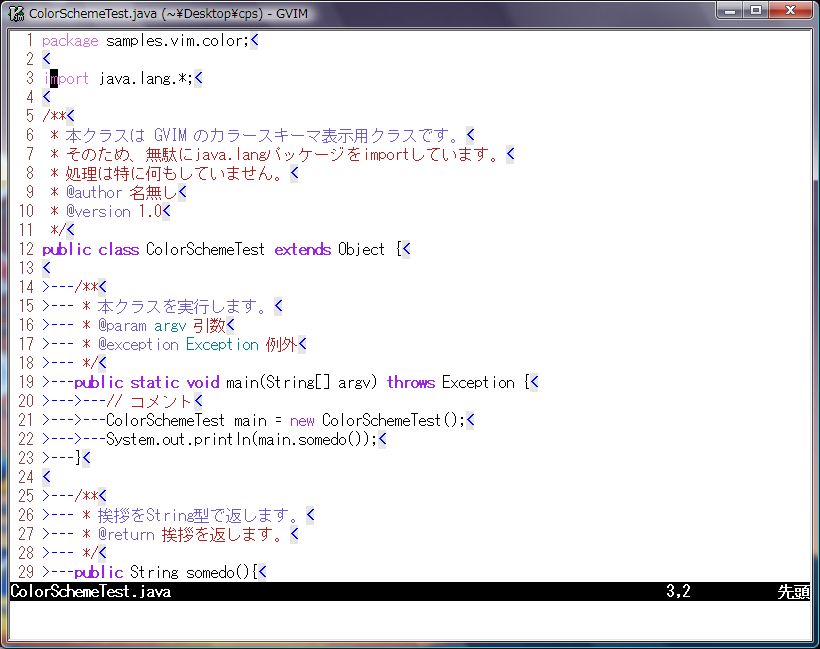 ColorSchemeTest.java (~¥Desktop¥cps) - GVIM
1 package samples.vim.color;<
2 <
3 import java.lang.*;<
4 <
5 /**<
6  * 本クラスは GVIM のカラースキーマ表示用クラスです。<
7  * そのため、無駄にjava.langパッケージをimportしています。<
8  * 処理は特に何もしていません。<
9  * @author 名無し<
10  * @version 1.0<
11  */<
12 public class ColorSchemeTest extends Object {<
13 <
14 >---/**<
15 >--- * 本クラスを実行します。<
16 >--- * @param argv 引数<
17 >--- * @exception Exception 例外<
18 >--- */<
19 >---public static void main(String[] argv) throws Exception {<
20 >--->---// コメント<
21 >--->---ColorSchemeTest main = new ColorSchemeTest();<
22 >--->---System.out.println(main.somedo());<
23 >---}<
24 <
25 >---/**<
26 >--- * 挨拶をString型で返します。<
27 >--- * @return 挨拶を返します。<
28 >--- */<
29 >---public String somedo(){<
ColorSchemeTest.java 3,2 先頭